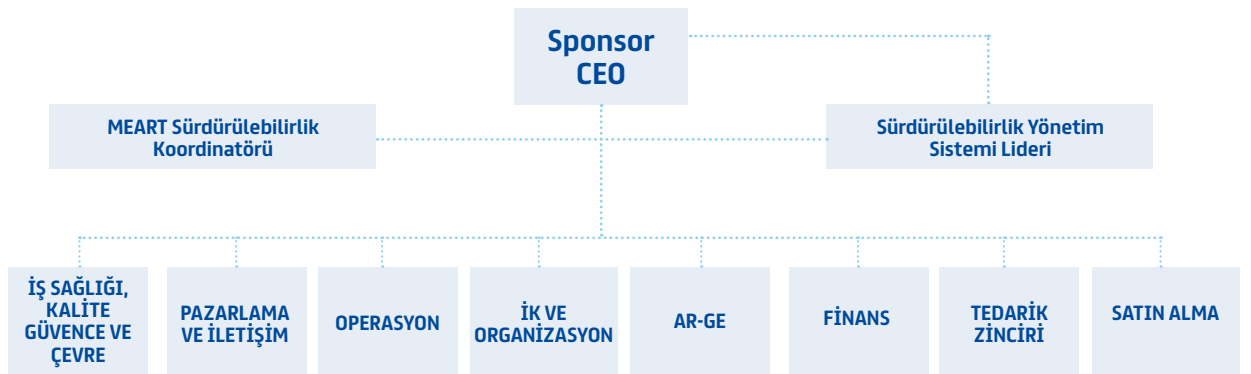 Sponsor
CEO
MEART Sürdürülebilirlik
Koordinatörü
Sürdürülebilirlik Yönetim
Sistemi Lideri
İŞ SAĞLIĞI,
KALİTE
GÜVENCE VE
ÇEVRE
PAZARLAMA
VE İLETİŞİM
OPERASYON
İK VE
ORGANİZASYON
AR-GE
FİNANS
TEDARİK
ZİNCİRİ
SATIN ALMA